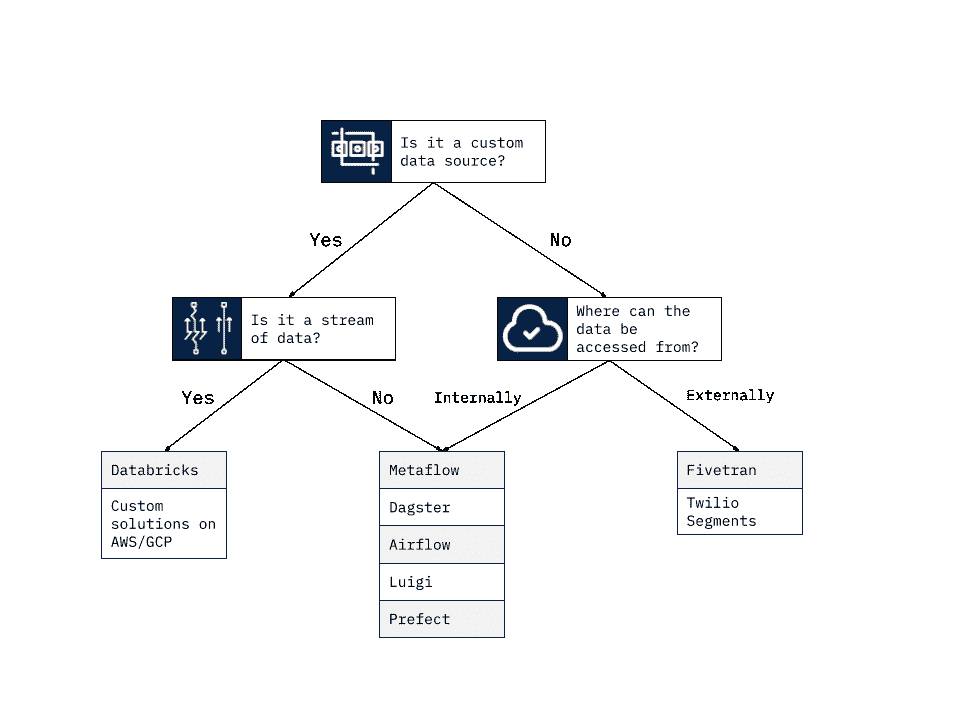 Is it a custom
data source?
Yes
No
Is it a stream
of data?
Where can the
data be
accessed from?
Yes
No
Internally
Externally
Databricks
Custom
solutions on
AWS/GCP
Metaflow
Dagster
Airflow
Luigi
Prefect
Fivetran
Twilio
Segments